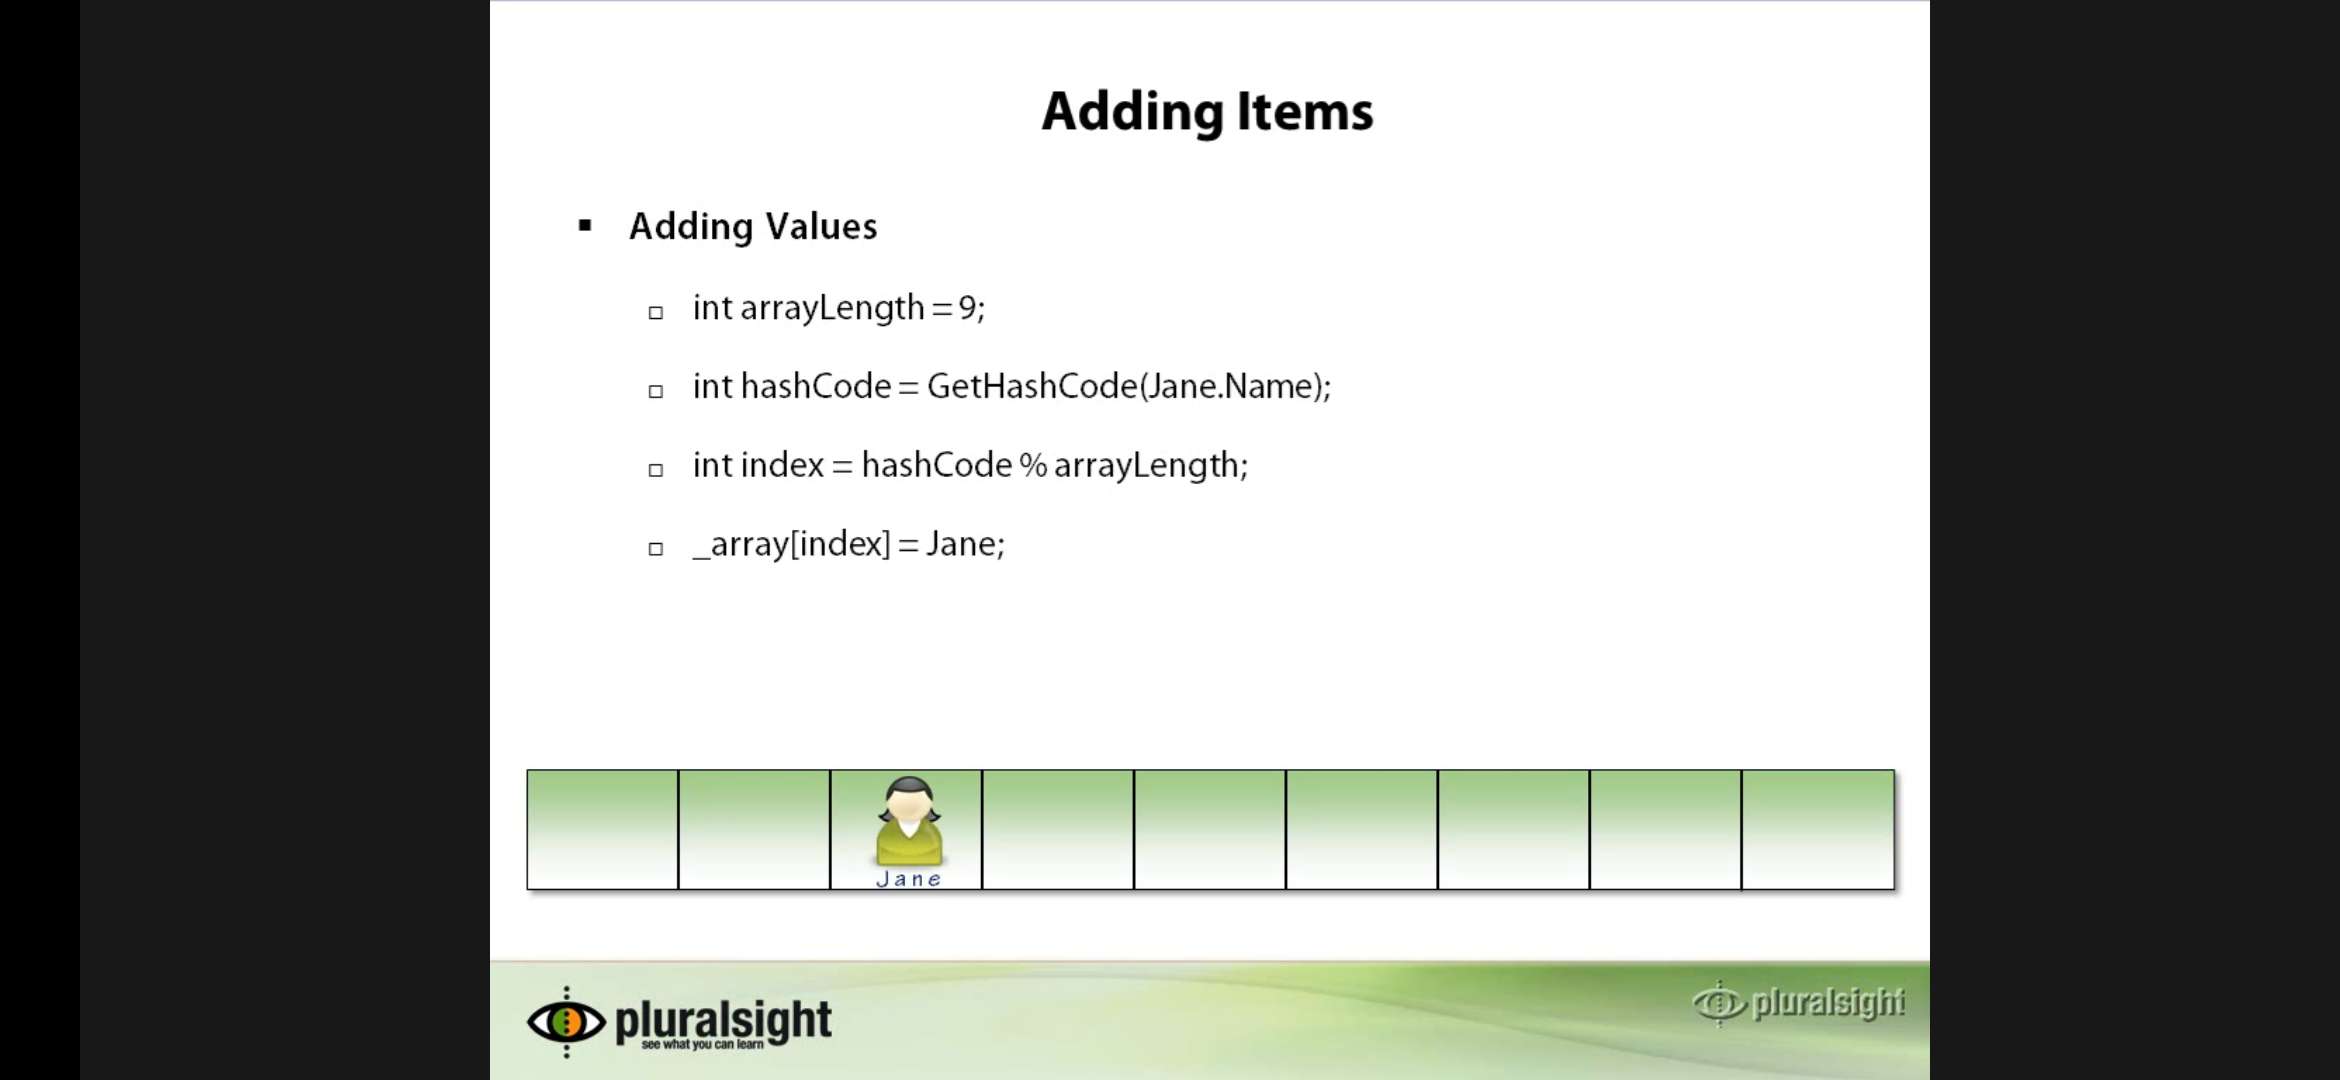 Adding Items
▪ Adding Values
□ int arrayLength = 9;
□ int hashCode = GetHashCode(Jane.Name);
□ int index = hashCode % arrayLength;
□ _array[index] = Jane;
Jane
pluralsight
see what you can learn
pluralsight